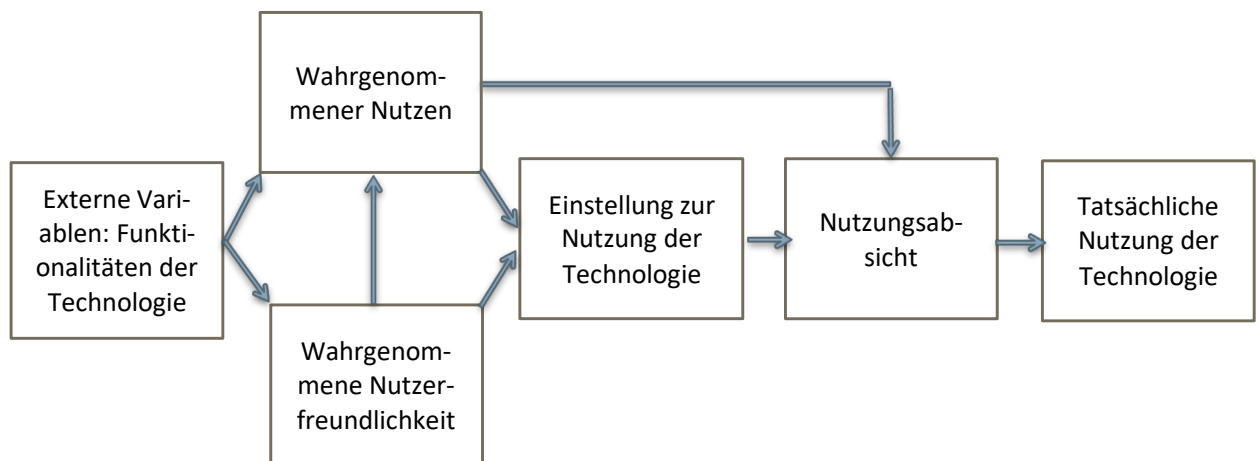 Wahrgenom-
mener Nutzen
Externe Vari-
ablen: Funkti-
onalitäten der
Technologie
Wahrgenom-
mene Nutzer-
freundlichkeit
Einstellung zur
Nutzung der
Technologie
Nutzungsab-
sicht
Tatsächliche
Nutzung der
Technologie